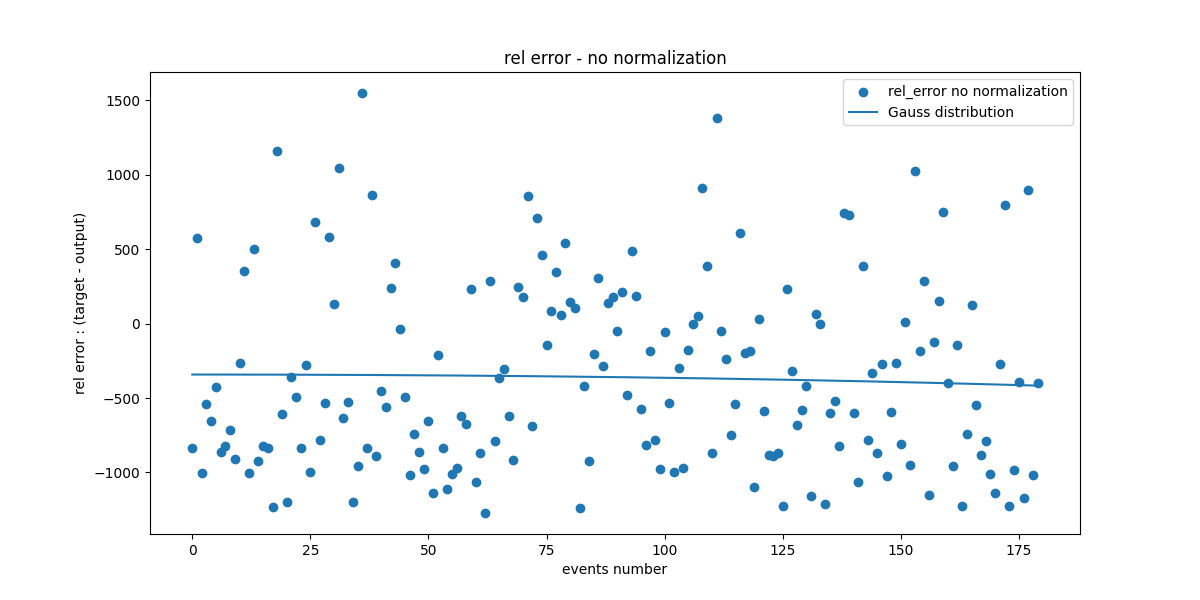 rel error - no normalization
rel_error no normalization
Gauss distribution
rel error : (target - output)
1500
1000
500
0
−500
−1000
0 25 50 75 100 125 150 175
events number